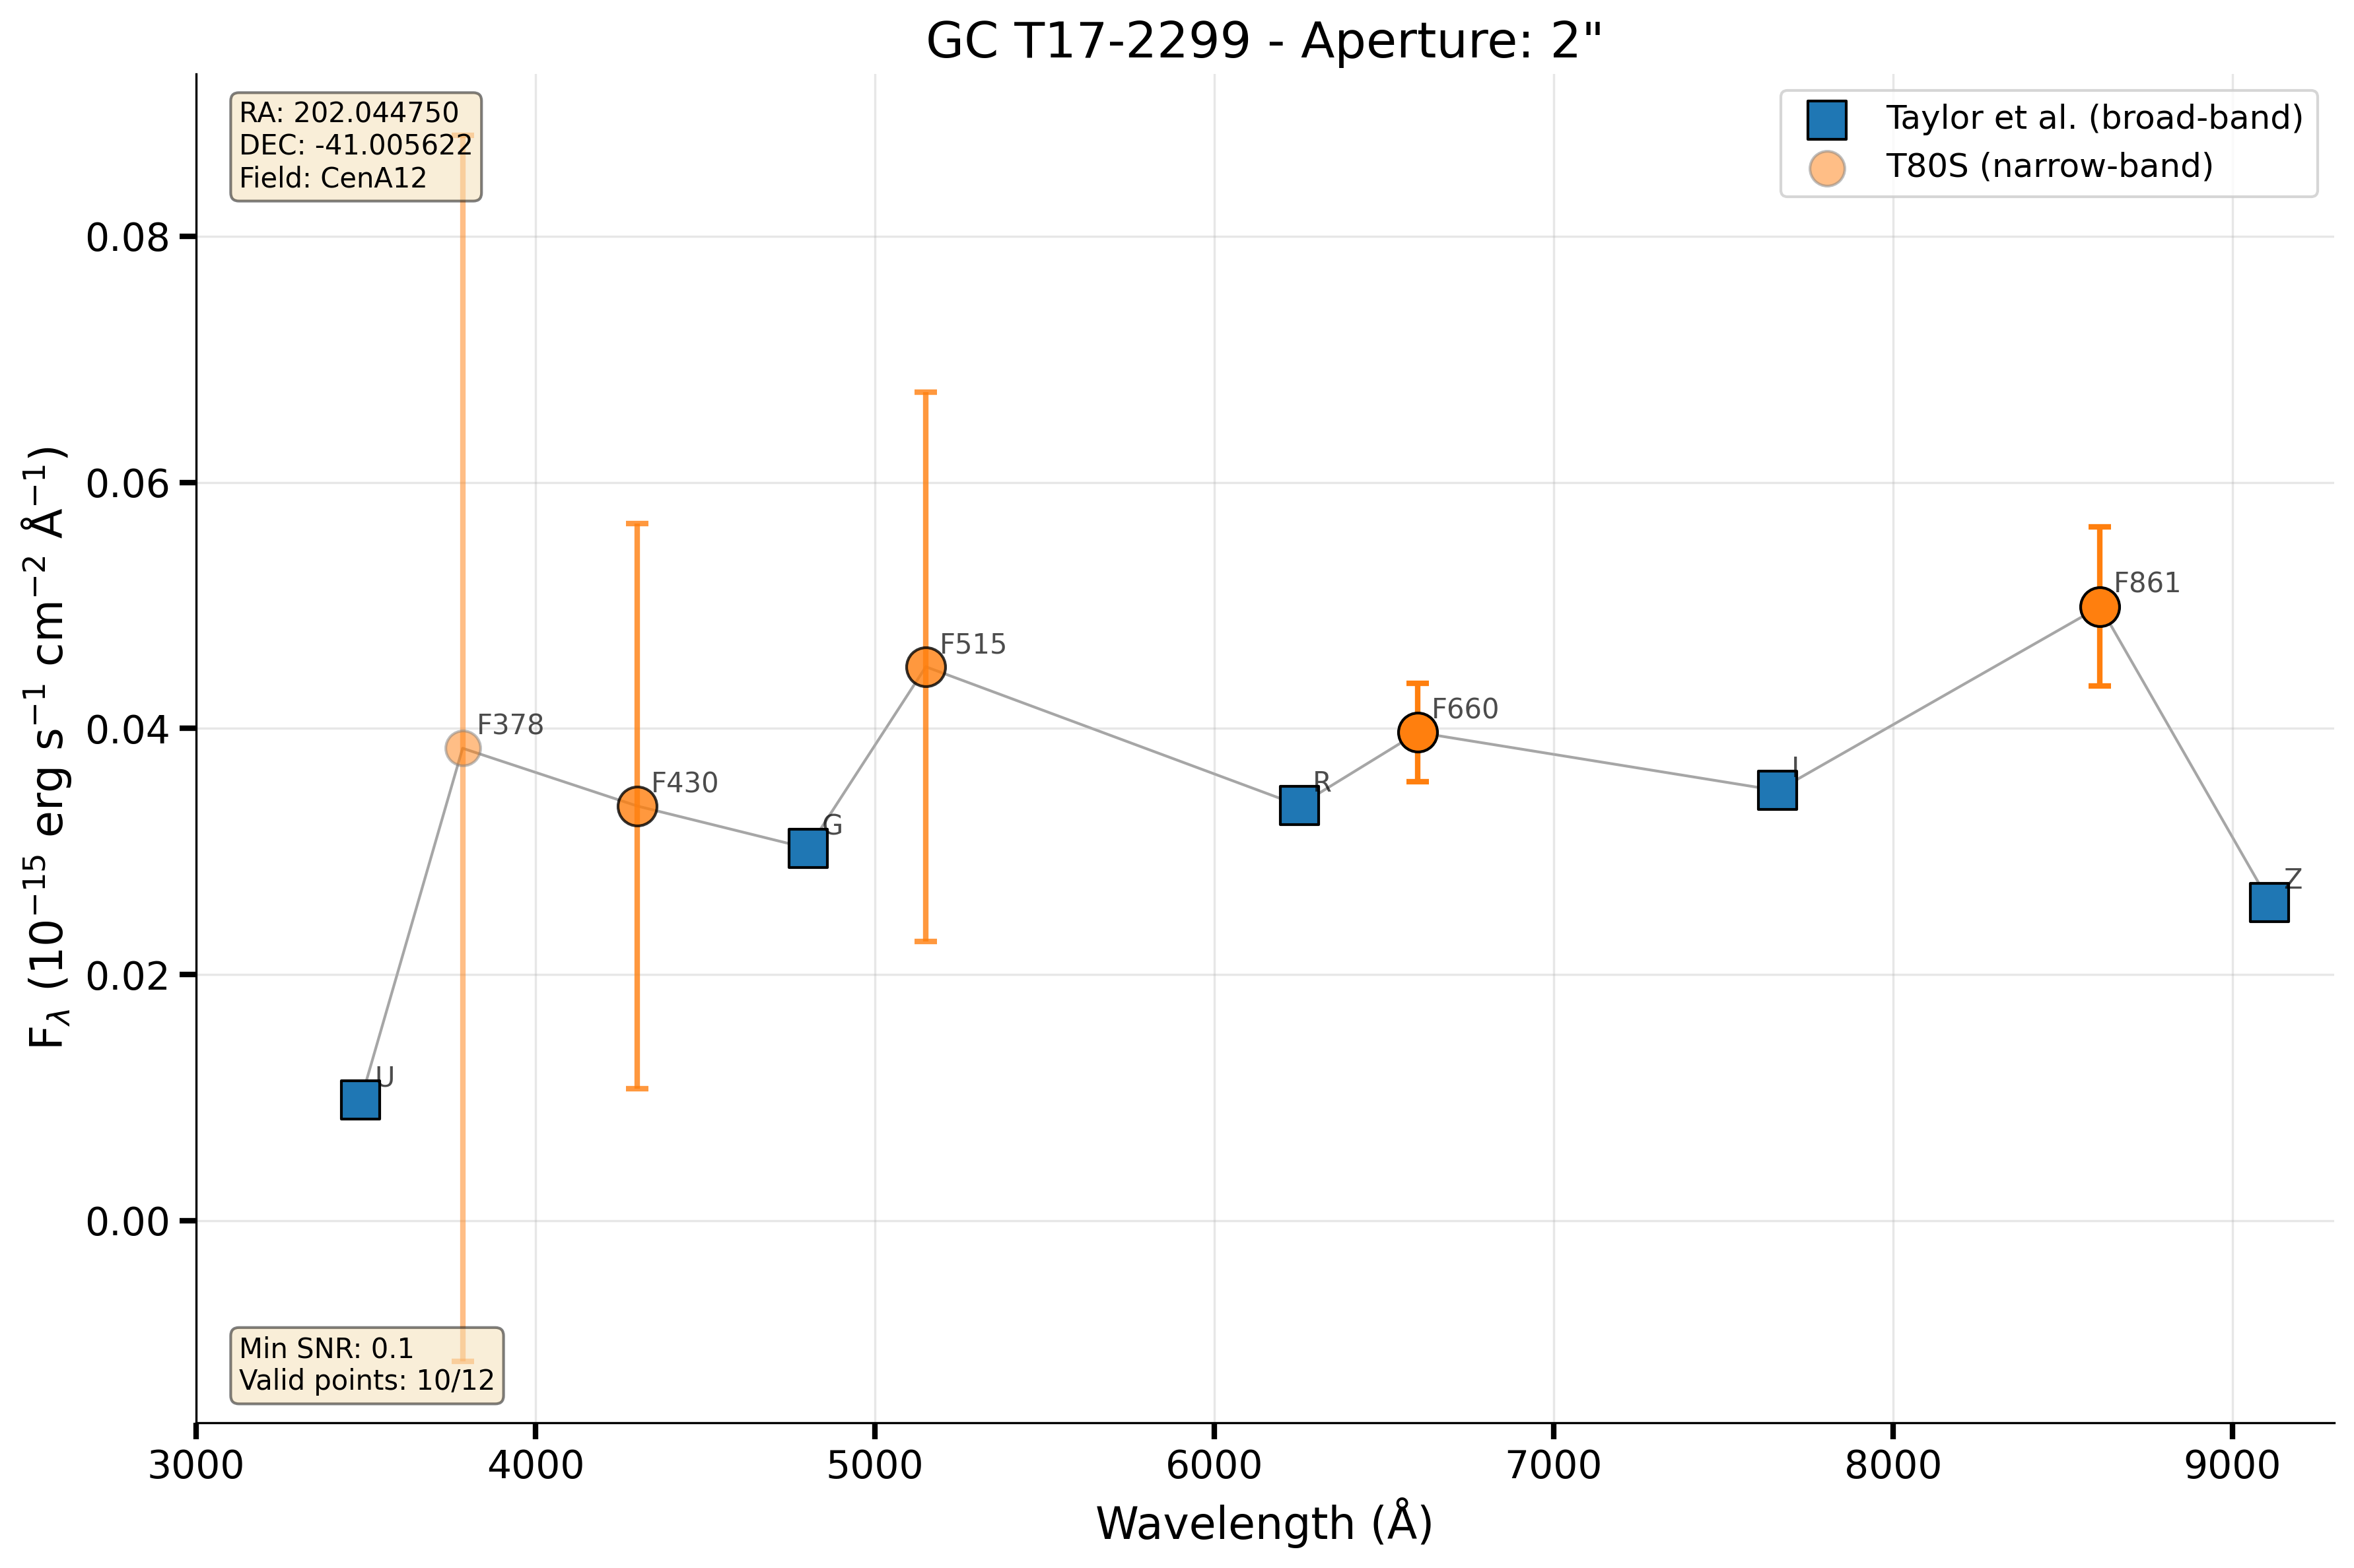 GC T17-2299 - Aperture: 2"
RA: 202.044750
DEC: -41.005622
Field: CenA12
Taylor et al. (broad-band)
T80S (narrow-band)
0.08
0.06
0.04
0.02
0.00
F_λ (10⁻¹⁵ erg s⁻¹ cm⁻² Å⁻¹)
U
F378
F430
G
F515
R
F660
I
F861
Z
Min SNR: 0.1
Valid points: 10/12
3000 4000 5000 6000 7000 8000 9000
Wavelength (Å)